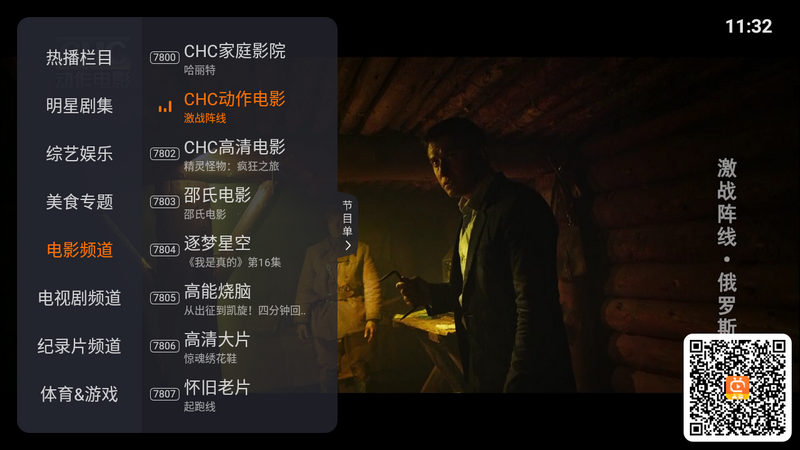 11:32
热播栏目
明星剧集
综艺娱乐
美食专题
电影频道
电视剧频道
纪录片频道
体育&游戏
7800 CHC家庭影院
哈丽特
CHC动作电影
激战阵线
7802 CHC高清电影
精灵怪物：疯狂之旅
7803 邵氏电影
邵氏电影
7804 逐梦星空
《我是真的》第16集
7805 高能烧脑
从出征到凯旋！四分钟回..
7806 高清大片
惊魂绣花鞋
7807 怀旧老片
起跑线
节目单
激战阵线·俄罗斯